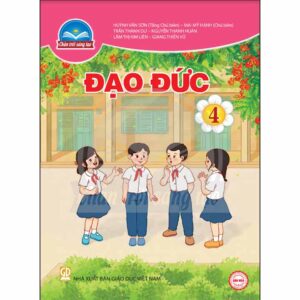 HUỲNH VĂN SƠN (Tổng Chủ biên) - MAI MỸ HẠNH (Chủ biên)
TRẦN THANH DƯ - NGUYỄN THANH HUÂN
LÂM THỊ KIM LIÊN - GIANG THIÊN VŨ
Chân trời sáng tạo
ĐẠO ĐỨC
4
NHÀ XUẤT BẢN GIÁO DỤC VIỆT NAM